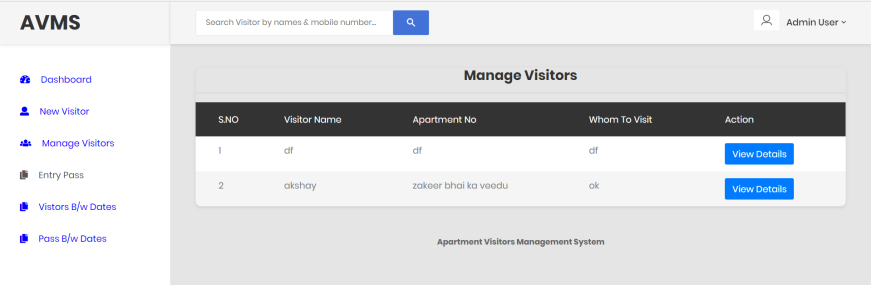 AVMS
Search Visitor by names & mobile number...
Admin User
Dashboard
New Visitor
Manage Visitors
Entry Pass
Vistors B/w Dates
Pass B/w Dates
Manage Visitors
S.NO Visitor Name Apartment No Whom To Visit Action
1 df df df View Details
2 akshay zakeer bhai ka veedu ok View Details
Apartment Visitors Management System